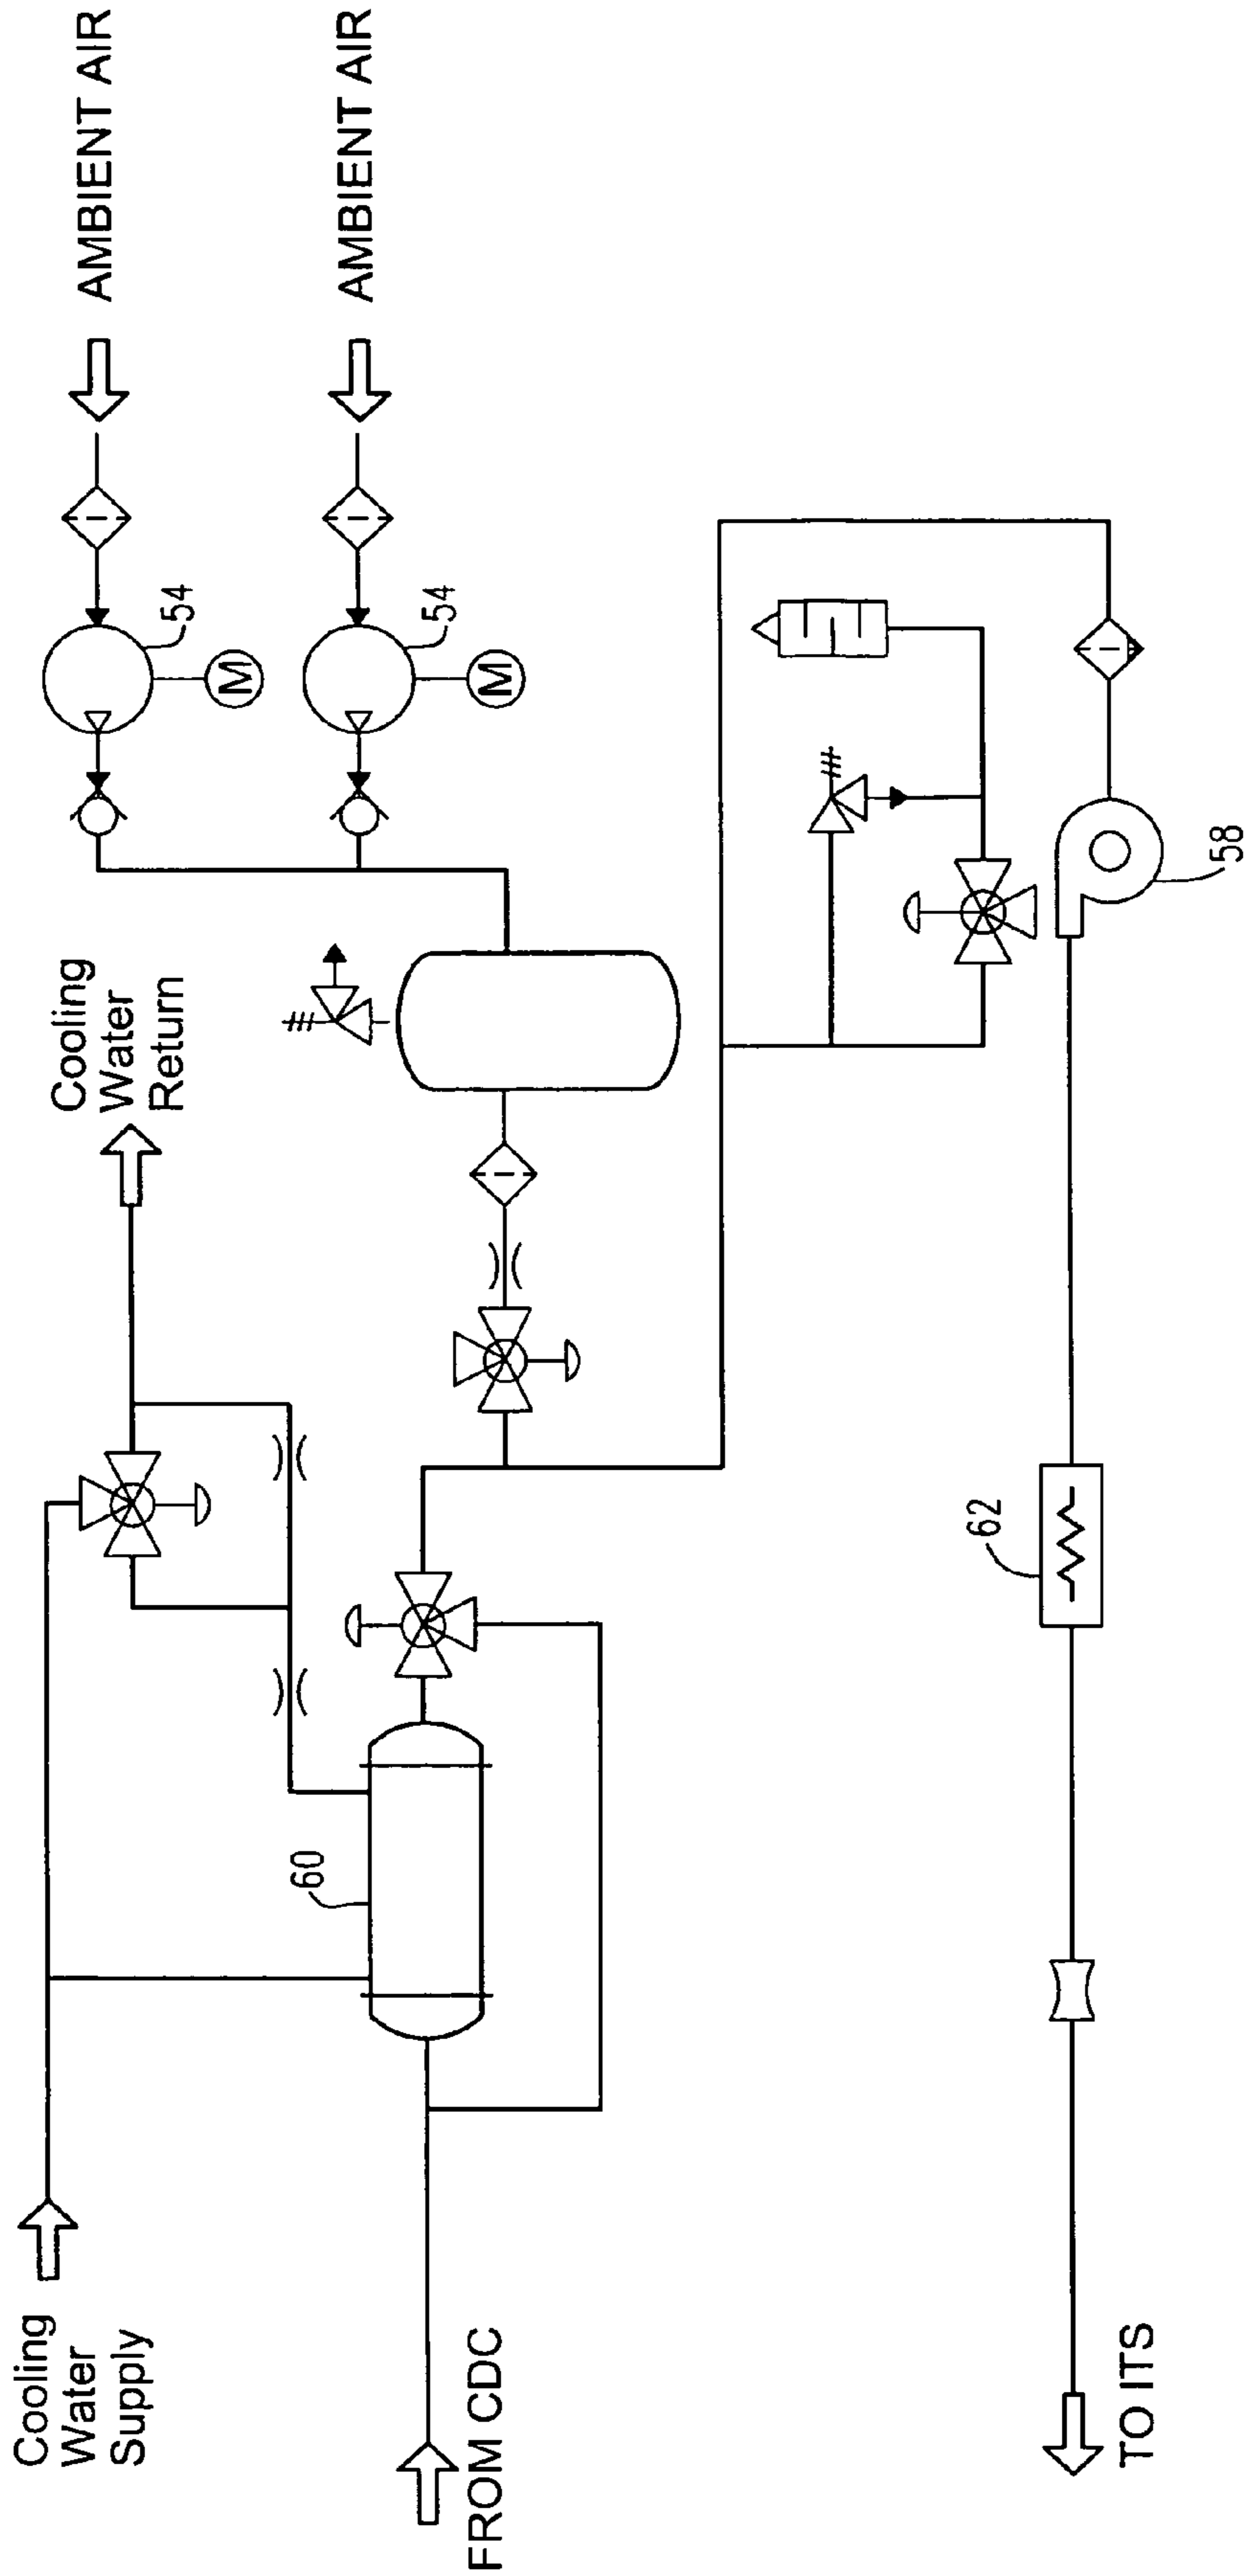 Cooling
Water
Supply
Cooling
Water
Return
AMBIENT AIR
54
M
AMBIENT AIR
54
M
60
FROM CDC
62
58
TO ITS